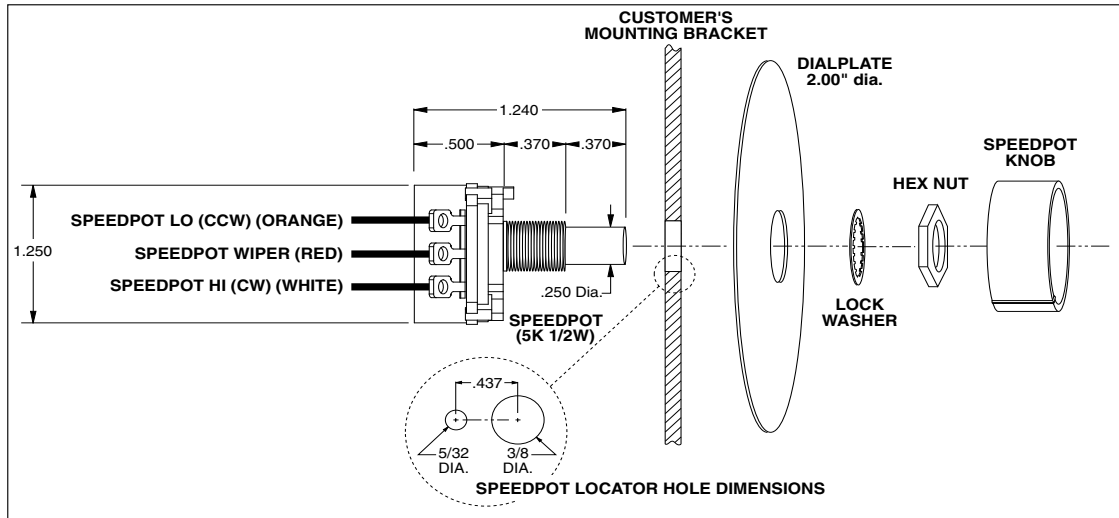 CUSTOMER'S
MOUNTING BRACKET
DIALPLATE
2.00" dia.
1.240
.500
.370
.370
SPEEDPOT
KNOB
HEX NUT
1.250
SPEEDPOT LO (CCW) (ORANGE)
SPEEDPOT WIPER (RED)
SPEEDPOT HI (CW) (WHITE)
.250 Dia.
SPEEDPOT
(5K 1/2W)
LOCK
WASHER
.437
5/32
DIA.
3/8
DIA.
SPEEDPOT LOCATOR HOLE DIMENSIONS